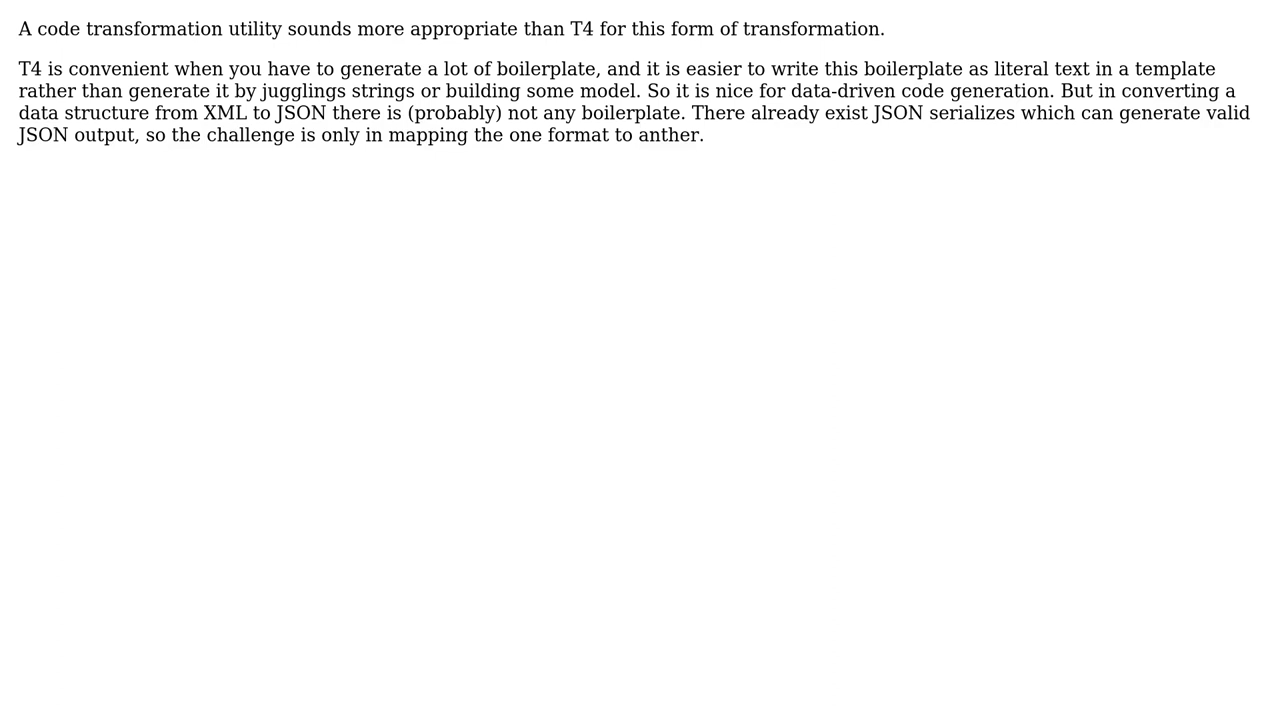 A code transformation utility sounds more appropriate than T4 for this form of transformation.
T4 is convenient when you have to generate a lot of boilerplate, and it is easier to write this boilerplate as literal text in a template
rather than generate it by jugglings strings or building some model. So it is nice for data-driven code generation. But in converting a
data structure from XML to JSON there is (probably) not any boilerplate. There already exist JSON serializes which can generate valid
JSON output, so the challenge is only in mapping the one format to anther.